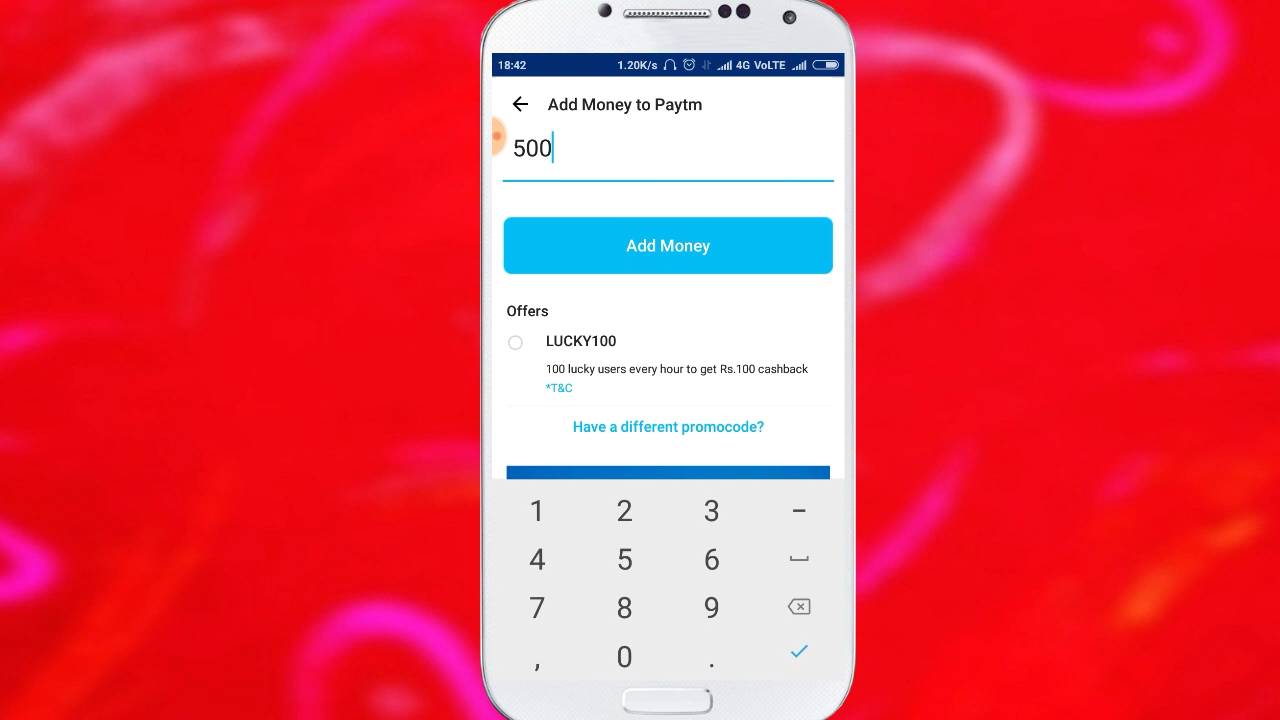 18:42 1.20K/s 4G VoLTE
Add Money to Paytm
500
Add Money
Offers
LUCKY100
100 lucky users every hour to get Rs.100 cashback
*T&C
Have a different promocode?
1 2 3 -
4 5 6
7 8 9
, 0 .